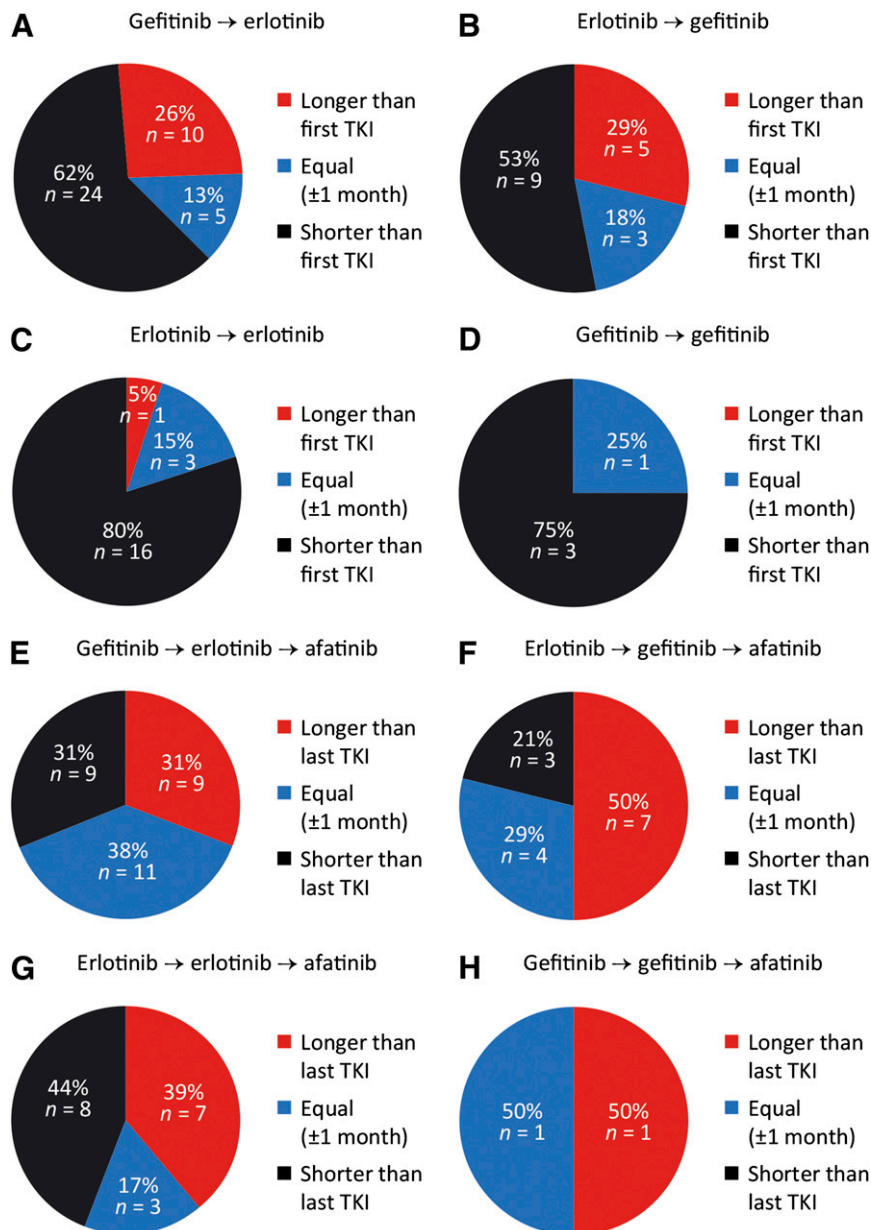 A
Gefitinib → erlotinib
26%
n = 10
62%
n = 24
13%
n = 5
Longer than
first TKI
Equal
(±1 month)
Shorter than
first TKI
B
Erlotinib → gefitinib
29%
n = 5
53%
n = 9
18%
n = 3
Longer than
first TKI
Equal
(±1 month)
Shorter than
first TKI
C
Erlotinib → erlotinib
5%
n = 1
15%
n = 3
80%
n = 16
Longer than
first TKI
Equal
(±1 month)
Shorter than
first TKI
D
Gefitinib → gefitinib
25%
n = 1
75%
n = 3
Longer than
first TKI
Equal
(±1 month)
Shorter than
first TKI
E
Gefitinib → erlotinib → afatinib
31%
n = 9
31%
n = 9
38%
n = 11
Longer than
last TKI
Equal
(±1 month)
Shorter than
last TKI
F
Erlotinib → gefitinib → afatinib
21%
n = 3
50%
n = 7
29%
n = 4
Longer than
last TKI
Equal
(±1 month)
Shorter than
last TKI
G
Erlotinib → erlotinib → afatinib
44%
n = 8
39%
n = 7
17%
n = 3
Longer than
last TKI
Equal
(±1 month)
Shorter than
last TKI
H
Gefitinib → gefitinib → afatinib
50%
n = 1
50%
n = 1
Longer than
last TKI
Equal
(±1 month)
Shorter than
last TKI